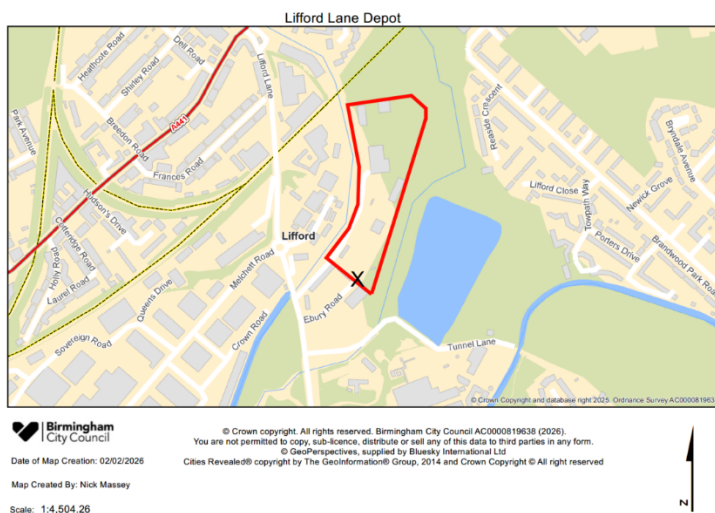 Lifford Lane Depot
Heathcote Road
Dell Road
Shirley Road
Lifford Lane
Park Avenue
Breedon Road
A441
Frances Road
Reaside Crescent
Bryndale Avenue
Hudson's Drive
Cotteridge Road
Holly Road
Laurel Road
Lifford
Lifford Close
Towpath Way
Newick Grove
Porters Drive
Brandwood Park Road
Queens Drive
Melchett Road
X
Sovereign Road
Crown Road
Ebury Road
Tunnel Lane
© Crown Copyright and database right 2025. Ordnance Survey AC000081963
Birmingham
City Council
© Crown copyright. All rights reserved. Birmingham City Council AC0000819638 (2026).
You are not permitted to copy, sub-licence, distribute or sell any of this data to third parties in any form.
© GeoPerspectives, supplied by Bluesky International Ltd
Cities Revealed® copyright by The GeoInformation® Group, 2014 and Crown Copyright © All right reserved
Date of Map Creation: 02/02/2026
Map Created By: Nick Massey
Scale: 1:4,504.26
N